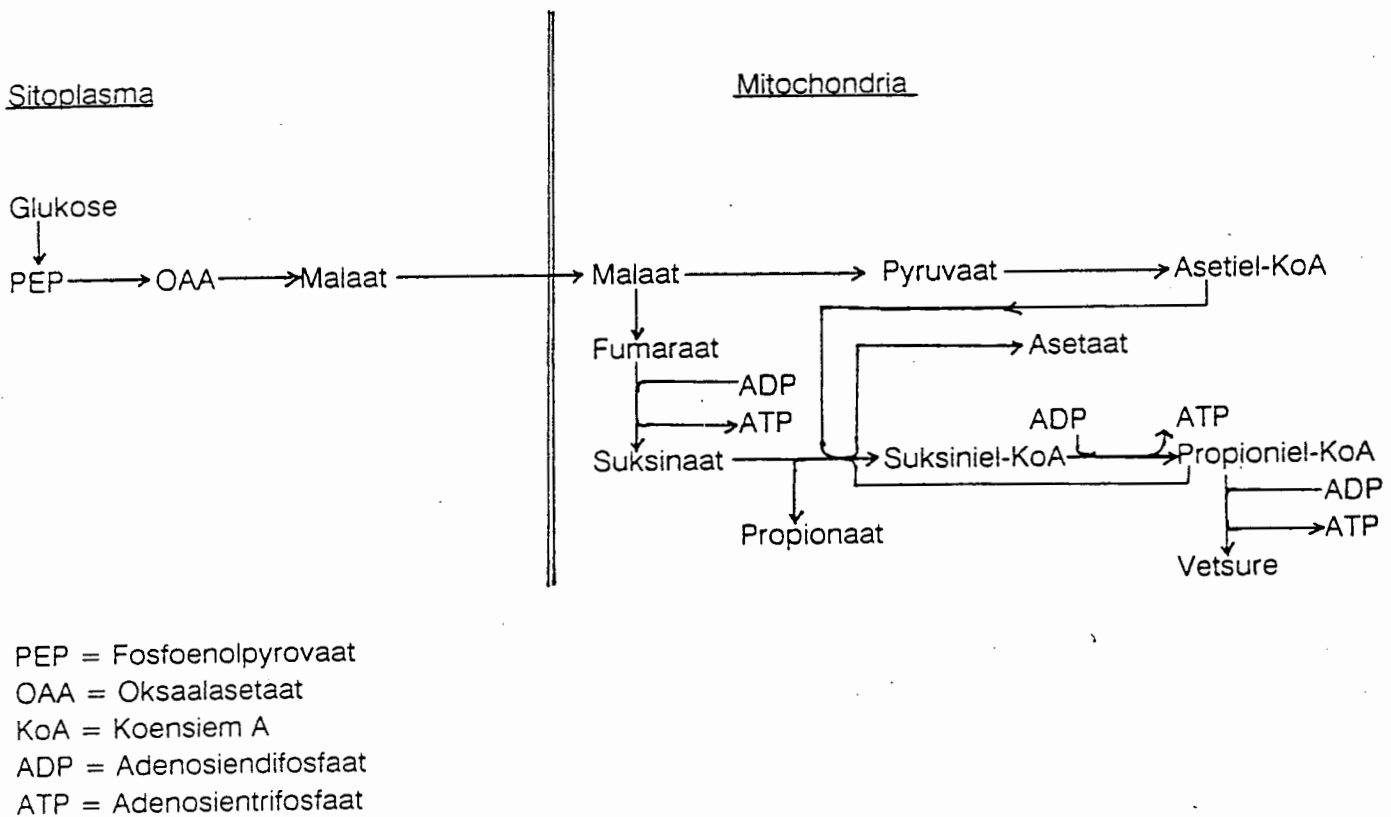 Sitoplasma
Mitochondria
Glukose
PEP OAA Malaat Malaat Pyruvaat Asetiel-KoA
Fumaraat Asetaat
ADP
ATP
ADP ATP
Suksinaat Suksiniel-KoA Propioniel-KoA
ADP
Propionaat ATP
Vetsure
PEP = Fosfoenolpyrovaat
OAA = Oksaalasetaat
KoA = Koensiem A
ADP = Adenosiendifosfaat
ATP = Adenosientrifosfaat